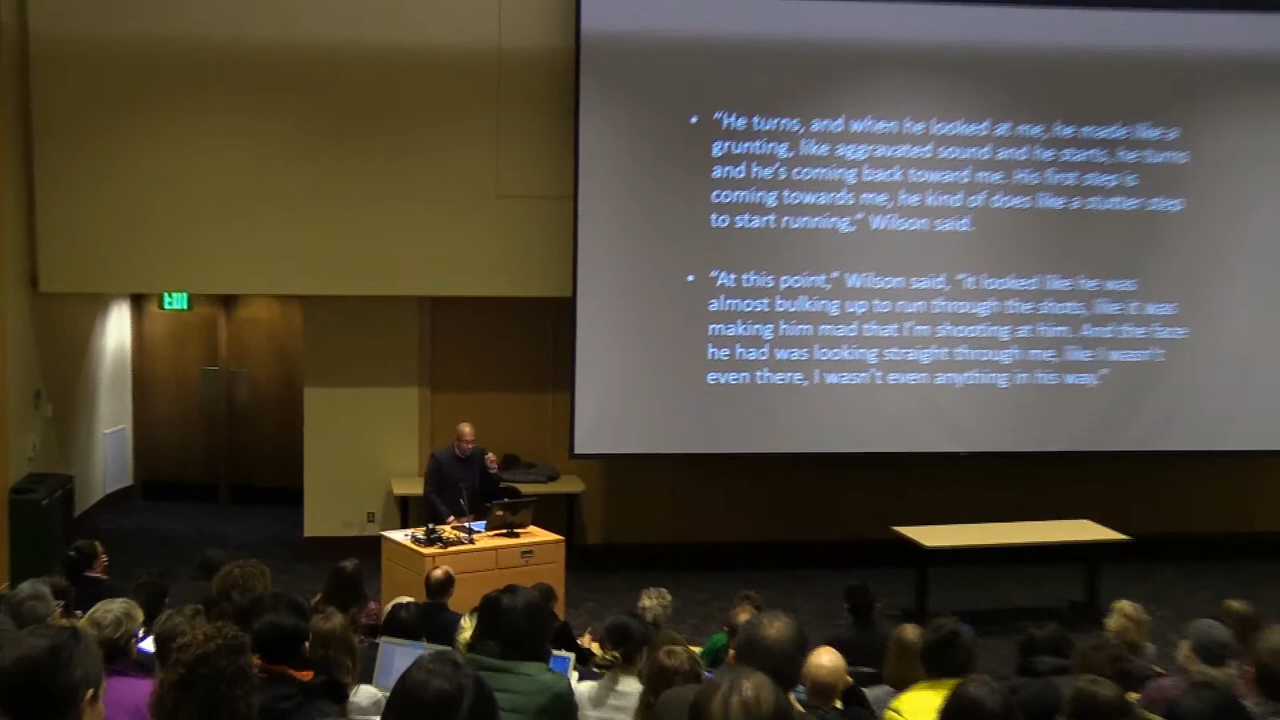 EXIT
• "He turns, and when he looked at me, he made like a
grunting, like aggravated sound and he starts, he turns
and he's coming back toward me. His first step is
coming towards me, he kind of does like a stutter step
to start running," Wilson said.
• "At this point," Wilson said, "it looked like he was
almost bulking up to run through the shots, like it was
making him mad that I'm shooting at him. And the face
he had was looking straight through me, like I wasn't
even there, I wasn't even anything in his way."